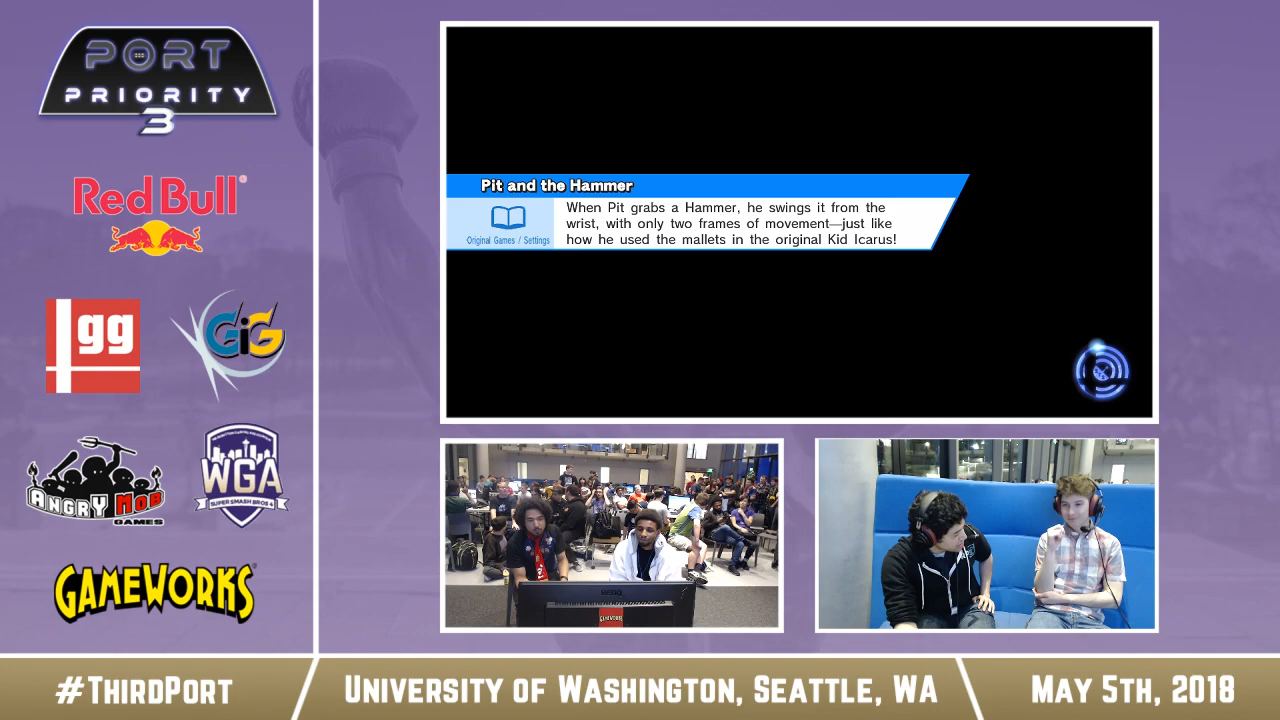 PORT
PRIORITY
3
Red Bull
gg
GiG
ANGRY MOB
GAMES
WGA
SUPER SMASH BROS 4
GAMEWORKS
Pit and the Hammer
When Pit grabs a Hammer, he swings it from the
wrist, with only two frames of movement—just like
how he used the mallets in the original Kid Icarus!
Original Games / Settings
BENQ
GAMEWORKS
#ThirdPort
University of Washington, Seattle, WA
May 5th, 2018